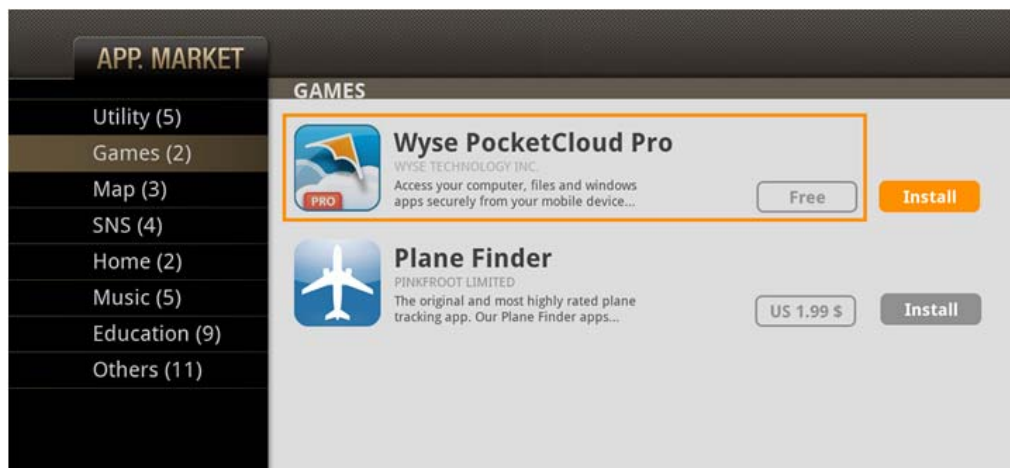 APP. MARKET
Utility (5)
Games (2)
Map (3)
SNS (4)
Home (2)
Music (5)
Education (9)
Others (11)
GAMES
PRO
Wyse PocketCloud Pro
WYSE TECHNOLOGY INC.
Access your computer, files and windows
apps securely from your mobile device...
Free
Install
Plane Finder
PINKFROOT LIMITED
The original and most highly rated plane
tracking app. Our Plane Finder apps...
US 1.99 $
Install